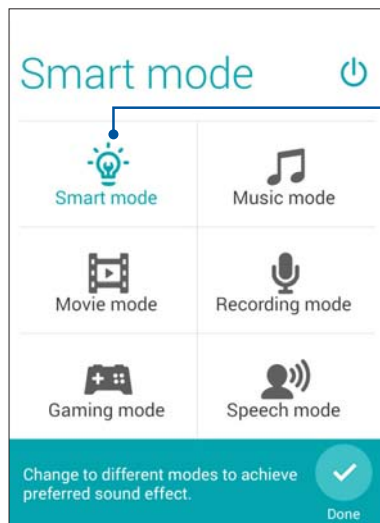 Smart mode
Smart mode
Music mode
Movie mode
Recording mode
Gaming mode
Speech mode
Change to different modes to achieve
preferred sound effect.
Done